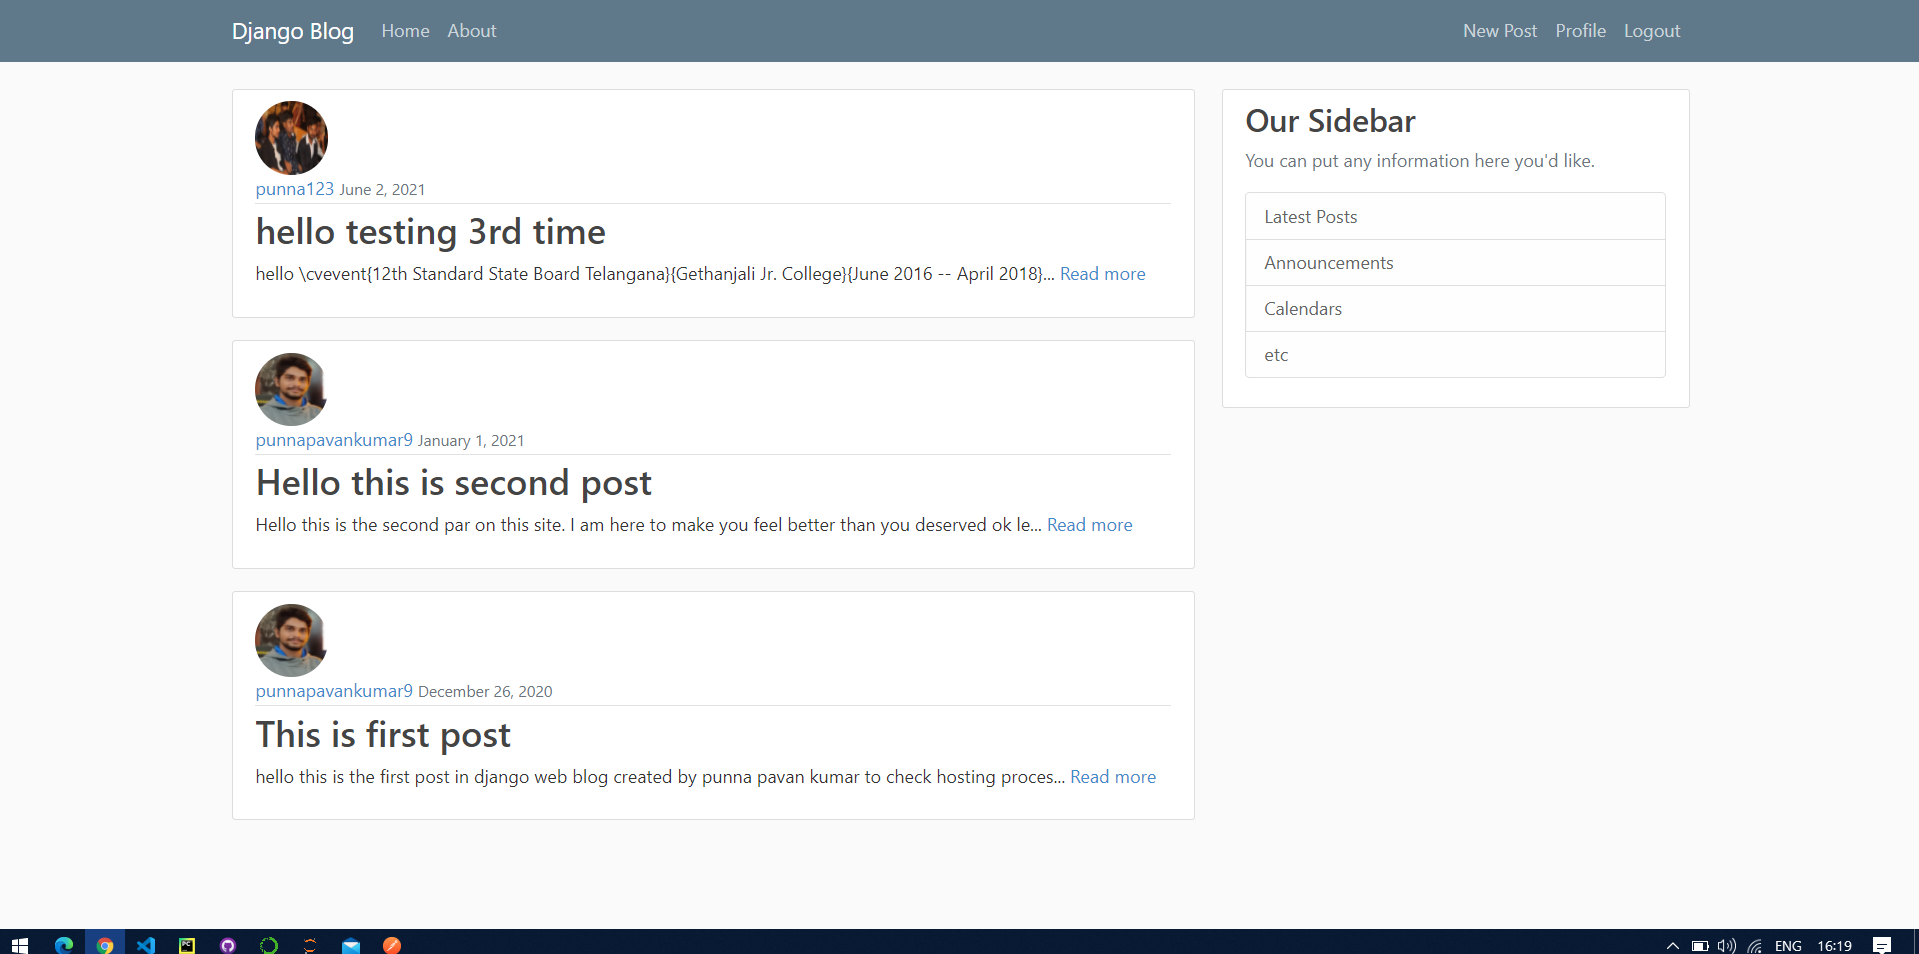 Django Blog Home About New Post Profile Logout
punna123 June 2, 2021
hello testing 3rd time
hello \cvevent{12th Standard State Board Telangana}{Gethanjali Jr. College}{June 2016 -- April 2018}... Read more
punnapavankumar9 January 1, 2021
Hello this is second post
Hello this is the second par on this site. I am here to make you feel better than you deserved ok le... Read more
punnapavankumar9 December 26, 2020
This is first post
hello this is the first post in django web blog created by punna pavan kumar to check hosting proces... Read more
Our Sidebar
You can put any information here you'd like.
Latest Posts
Announcements
Calendars
etc
PC
ENG 16:19